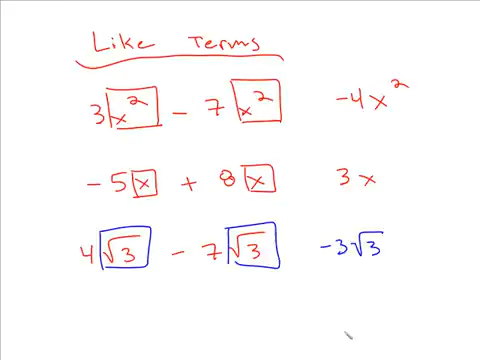 Like Terms
3x² - 7x² -4x²
-5x + 8x 3x
4√3 - 7√3 -3√3